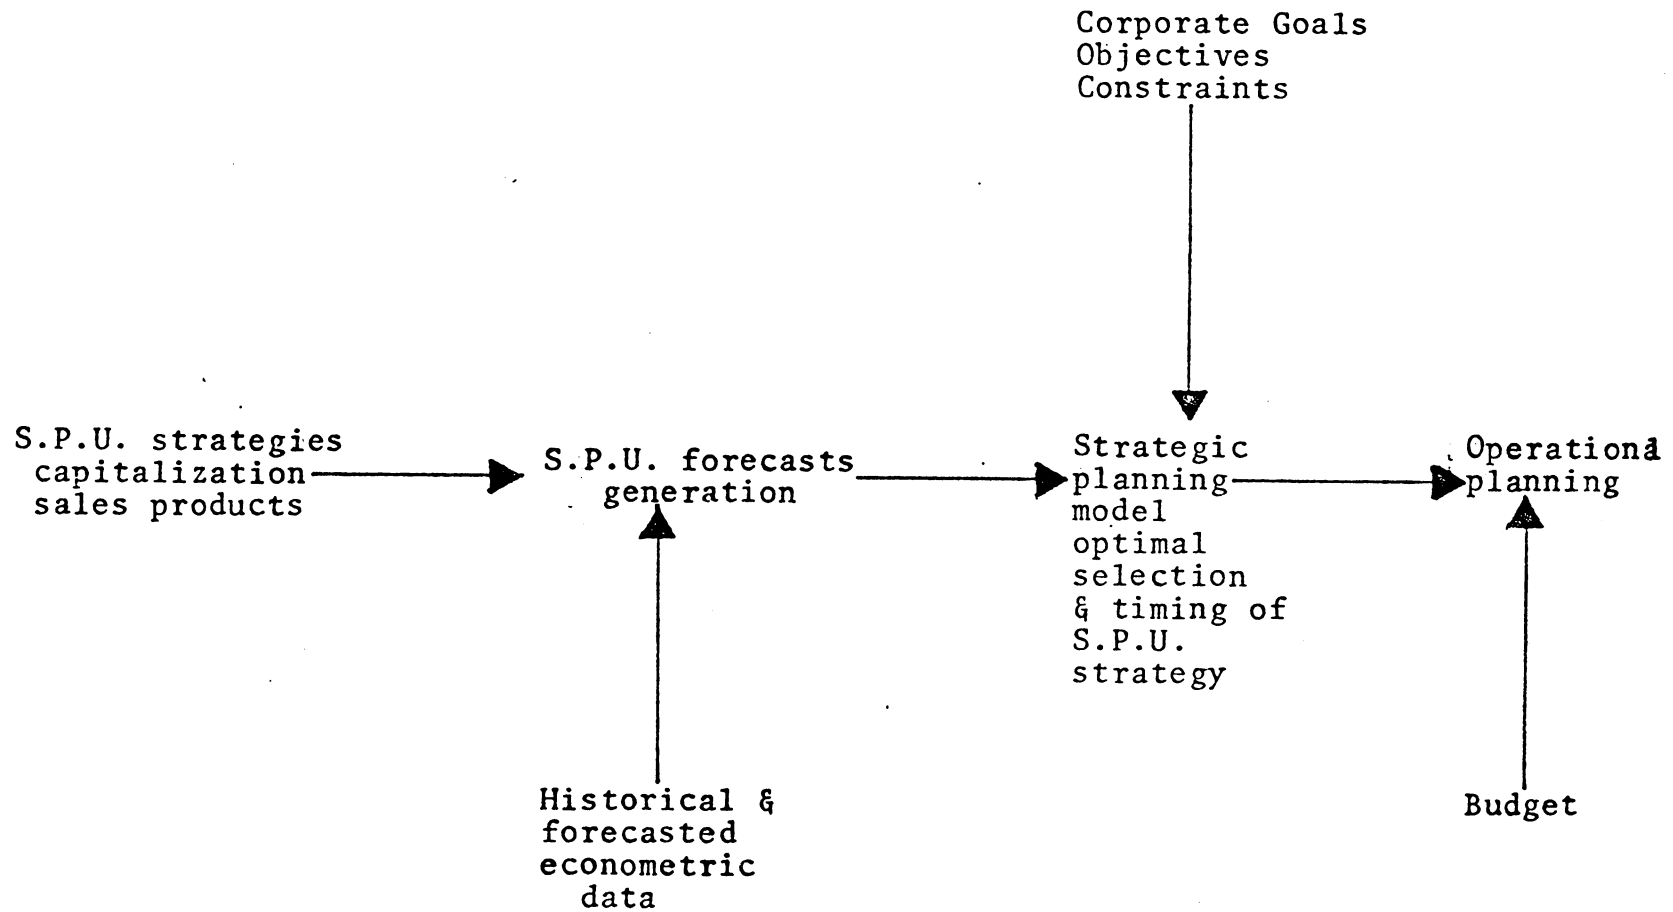 Corporate Goals
Objectives
Constraints
S.P.U. strategies
capitalization
sales products
S.P.U. forecasts
generation
Strategic
planning
model
optimal
selection
& timing of
S.P.U.
strategy
Operational
planning
Historical &
forecasted
econometric
data
Budget